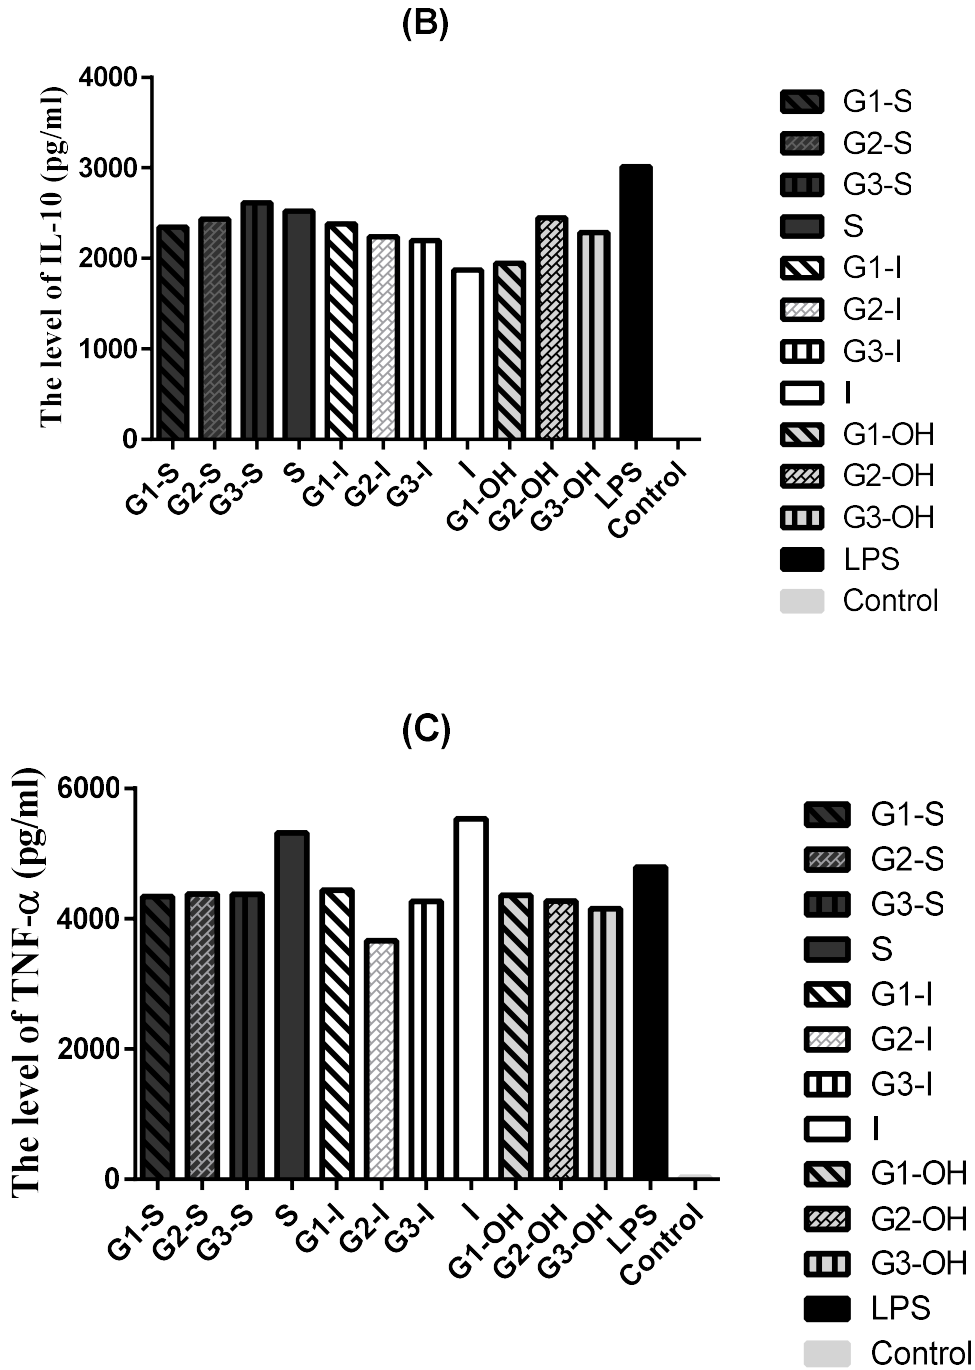 (B)
The level of IL-10 (pg/ml)
4000
3000
2000
1000
0
G1-S
G2-S
G3-S
S
G1-I
G2-I
G3-I
I
G1-OH
G2-OH
G3-OH
LPS
Control
G1-S
G2-S
G3-S
S
G1-I
G2-I
G3-I
I
G1-OH
G2-OH
G3-OH
LPS
Control
(C)
The level of TNF-α (pg/ml)
6000
4000
2000
0
G1-S
G2-S
G3-S
S
G1-I
G2-I
G3-I
I
G1-OH
G2-OH
G3-OH
LPS
Control
G1-S
G2-S
G3-S
S
G1-I
G2-I
G3-I
I
G1-OH
G2-OH
G3-OH
LPS
Control